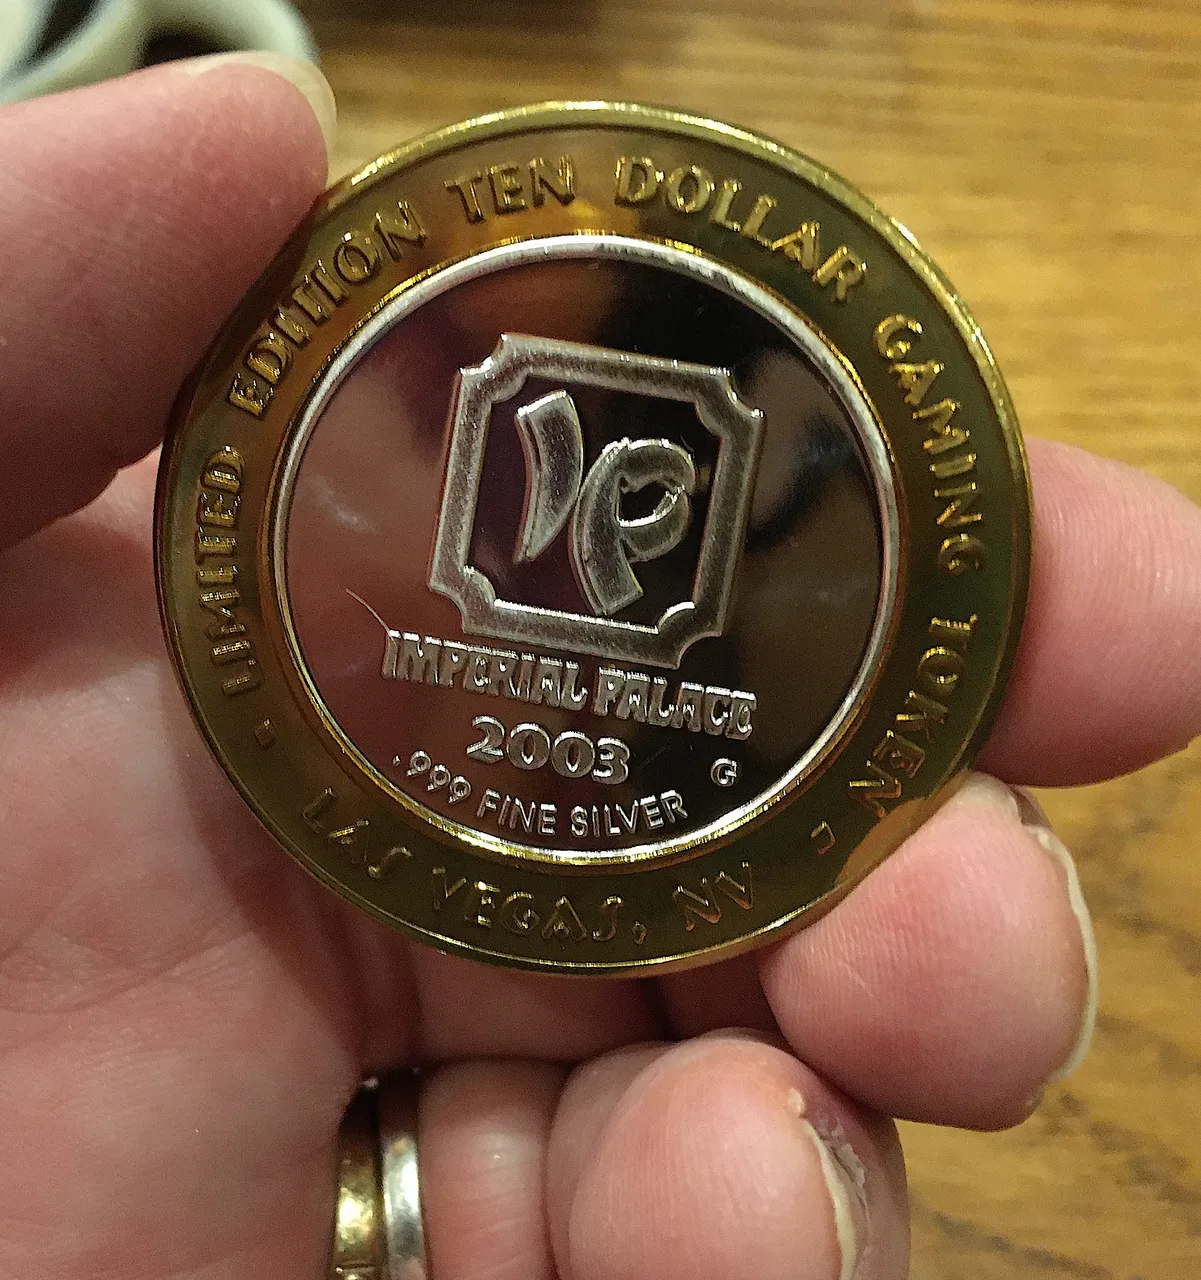 LIMITED EDITION TEN DOLLAR GAMING TOKEN
IP
IMPERIAL PALACE
2003
G
.999 FINE SILVER
LAS VEGAS, NV